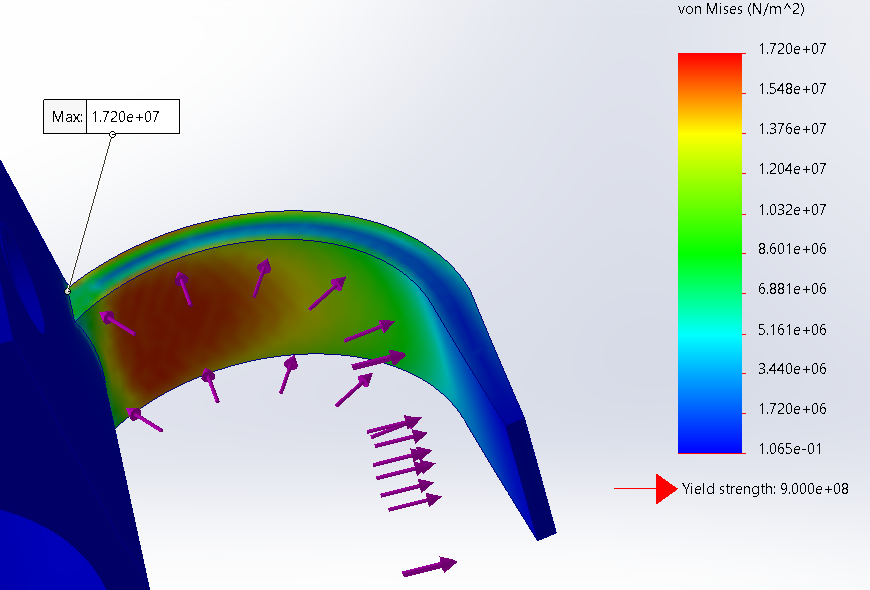 von Mises (N/m^2)
1.720e+07
1.548e+07
1.376e+07
1.204e+07
1.032e+07
8.601e+06
6.881e+06
5.161e+06
3.440e+06
1.720e+06
1.065e-01
Yield strength: 9.000e+08
Max: 1.720e+07